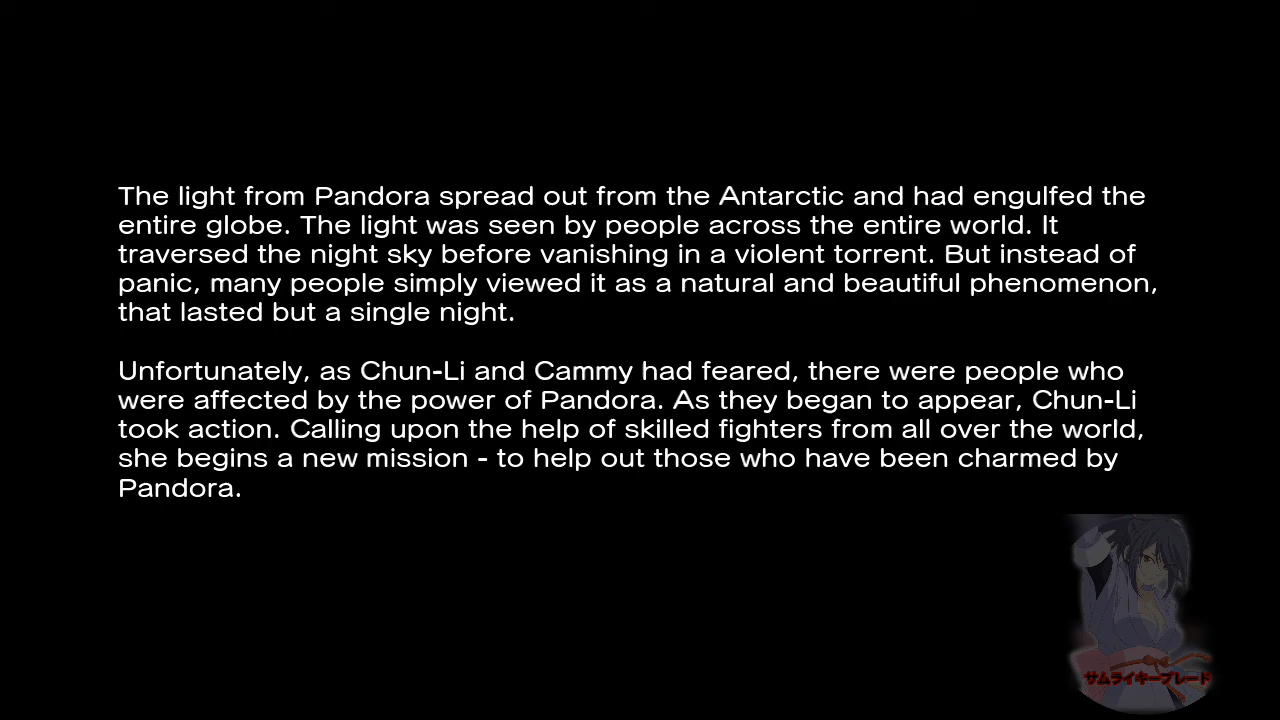 The light from Pandora spread out from the Antarctic and had engulfed the
entire globe. The light was seen by people across the entire world. It
traversed the night sky before vanishing in a violent torrent. But instead of
panic, many people simply viewed it as a natural and beautiful phenomenon,
that lasted but a single night.
Unfortunately, as Chun-Li and Cammy had feared, there were people who
were affected by the power of Pandora. As they began to appear, Chun-Li
took action. Calling upon the help of skilled fighters from all over the world,
she begins a new mission - to help out those who have been charmed by
Pandora.
サムライキーブレード